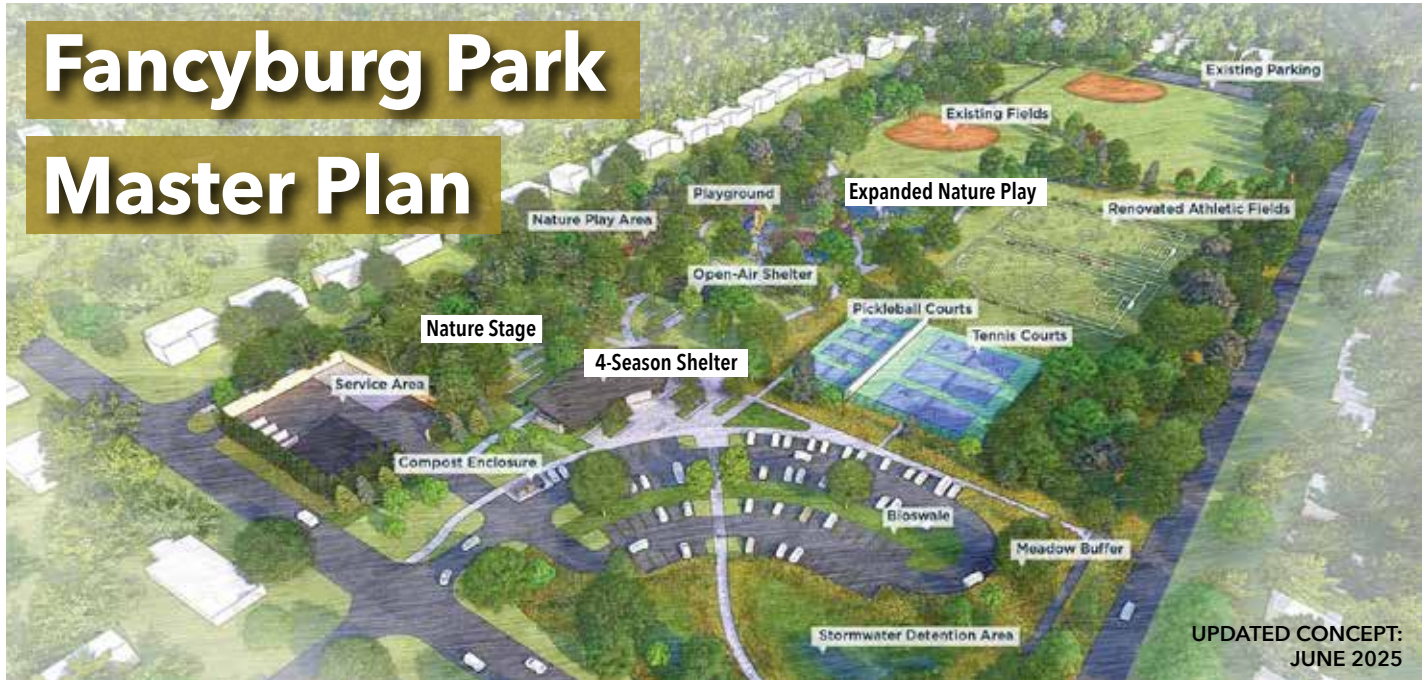 Fancyburg Park
Master Plan
Existing Parking
Existing Fields
Playground
Expanded Nature Play
Nature Play Area
Renovated Athletic Fields
Open-Air Shelter
Pickleball Courts
Nature Stage
Tennis Courts
4-Season Shelter
Service Area
Compost Enclosure
Bioswale
Meadow Buffer
Stormwater Detention Area
UPDATED CONCEPT:
JUNE 2025